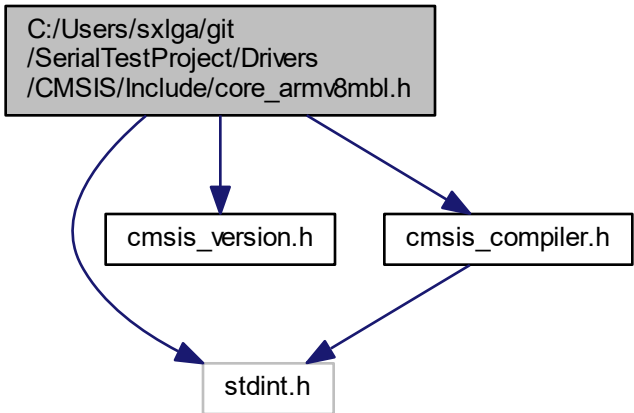 C:/Users/sxlga/git
/SerialTestProject/Drivers
/CMSIS/Include/core_armv8mbl.h
cmsis_version.h
cmsis_compiler.h
stdint.h